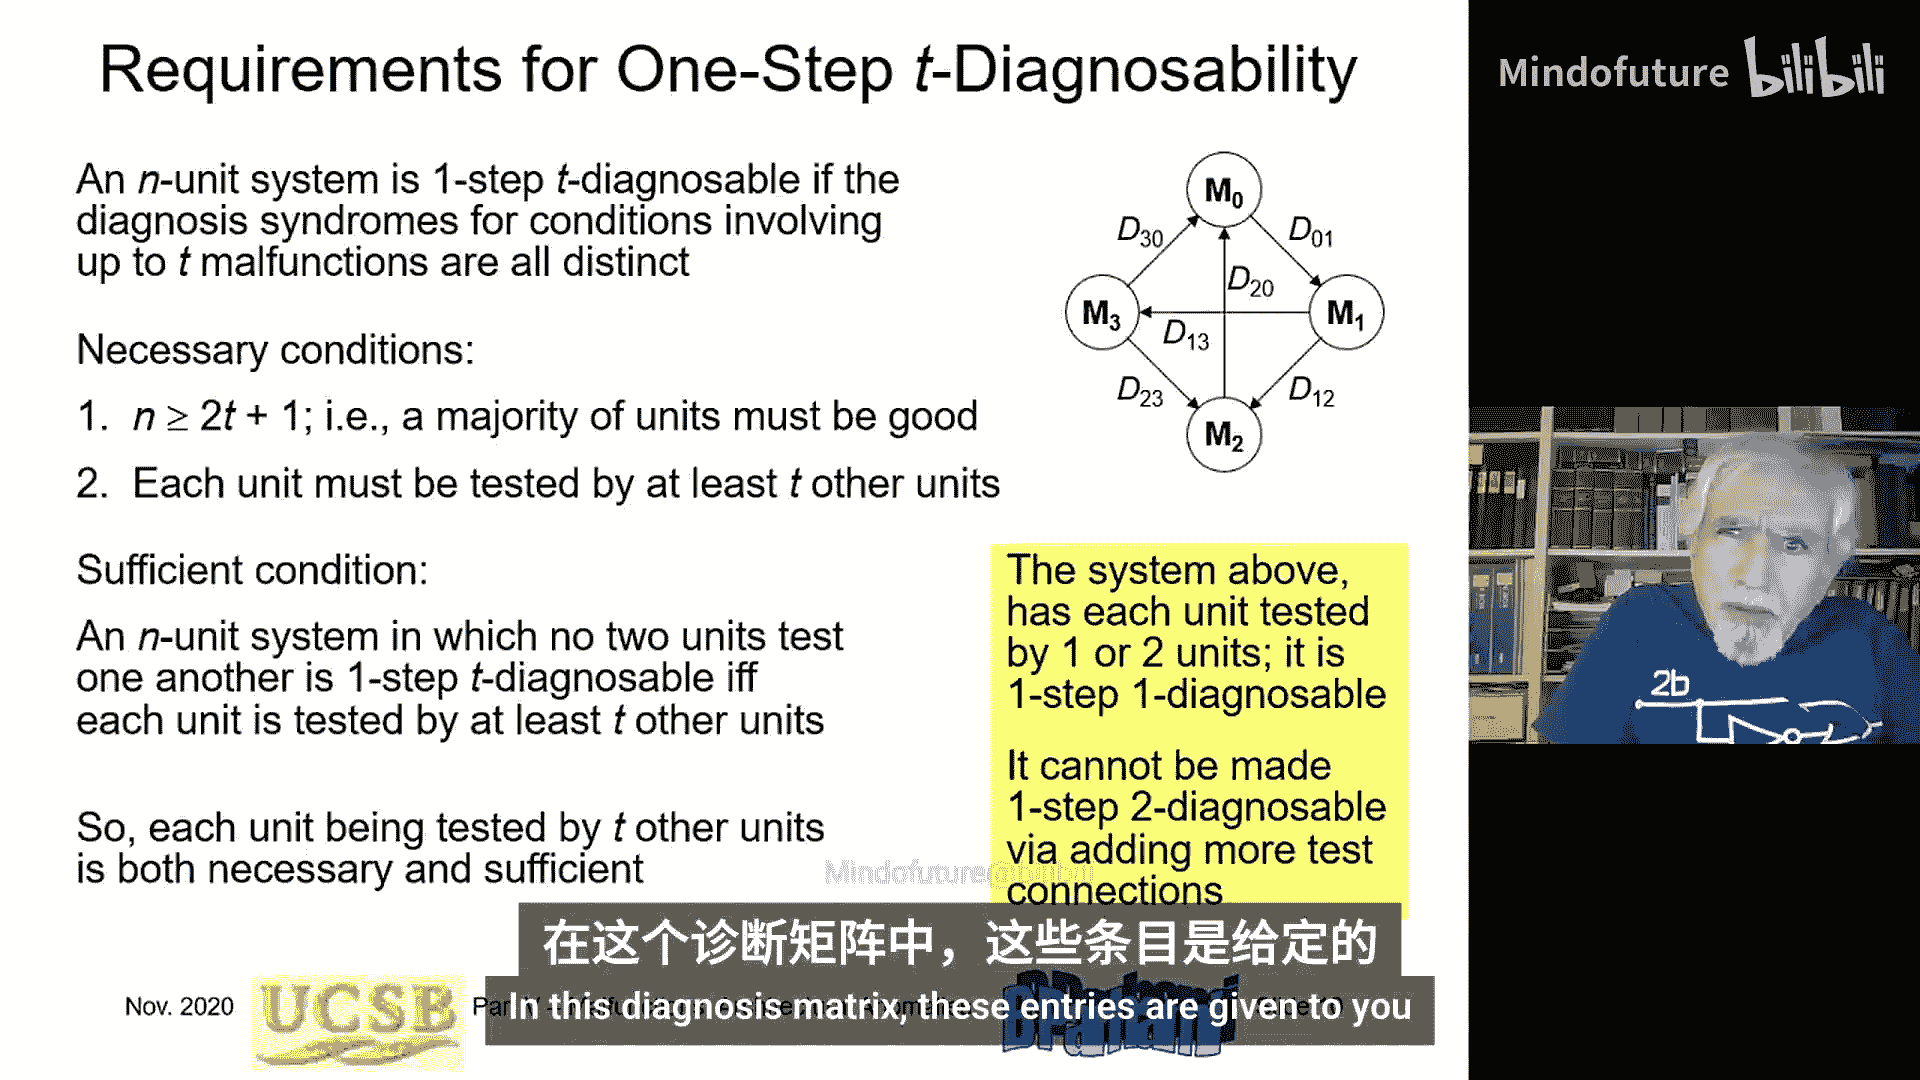 Requirements for One-Step t-Diagnosability
Mindofuture bilibili
An n-unit system is 1-step t-diagnosable if the
diagnosis syndromes for conditions involving
up to t malfunctions are all distinct
Necessary conditions:
1. n ≥ 2t + 1; i.e., a majority of units must be good
2. Each unit must be tested by at least t other units
M0
D30
D01
D20
M3
M1
D13
D23
D12
M2
Sufficient condition:
An n-unit system in which no two units test
one another is 1-step t-diagnosable iff
each unit is tested by at least t other units
So, each unit being tested by t other units
is both necessary and sufficient
The system above,
has each unit tested
by 1 or 2 units; it is
1-step 1-diagnosable
It cannot be made
1-step 2-diagnosable
via adding more test
connections
2b
Mindofuture@bilibili
在这个诊断矩阵中，这些条目是给定的
Nov. 2020
UCSB
In this diagnosis matrix, these entries are given to you
BParhami